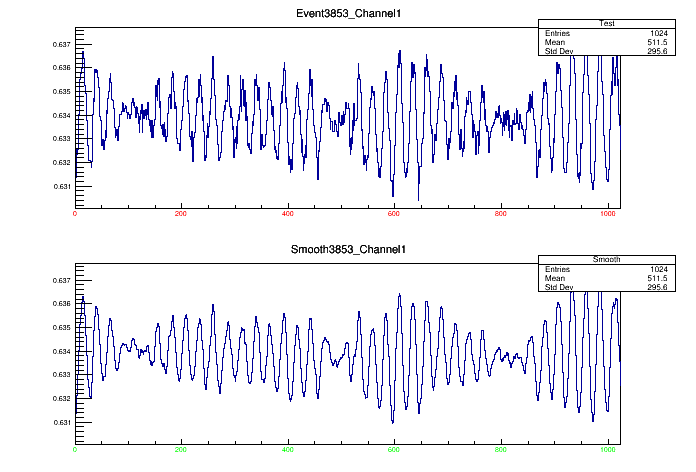 Event3853_Channel1
Test
Entries 1024
Mean 511.5
Std Dev 295.6
0.637
0.636
0.635
0.634
0.633
0.632
0.631
0 200 400 600 800 1000
Smooth3853_Channel1
Smooth
Entries 1024
Mean 511.5
Std Dev 295.6
0.637
0.636
0.635
0.634
0.633
0.632
0.631
0 200 400 600 800 1000